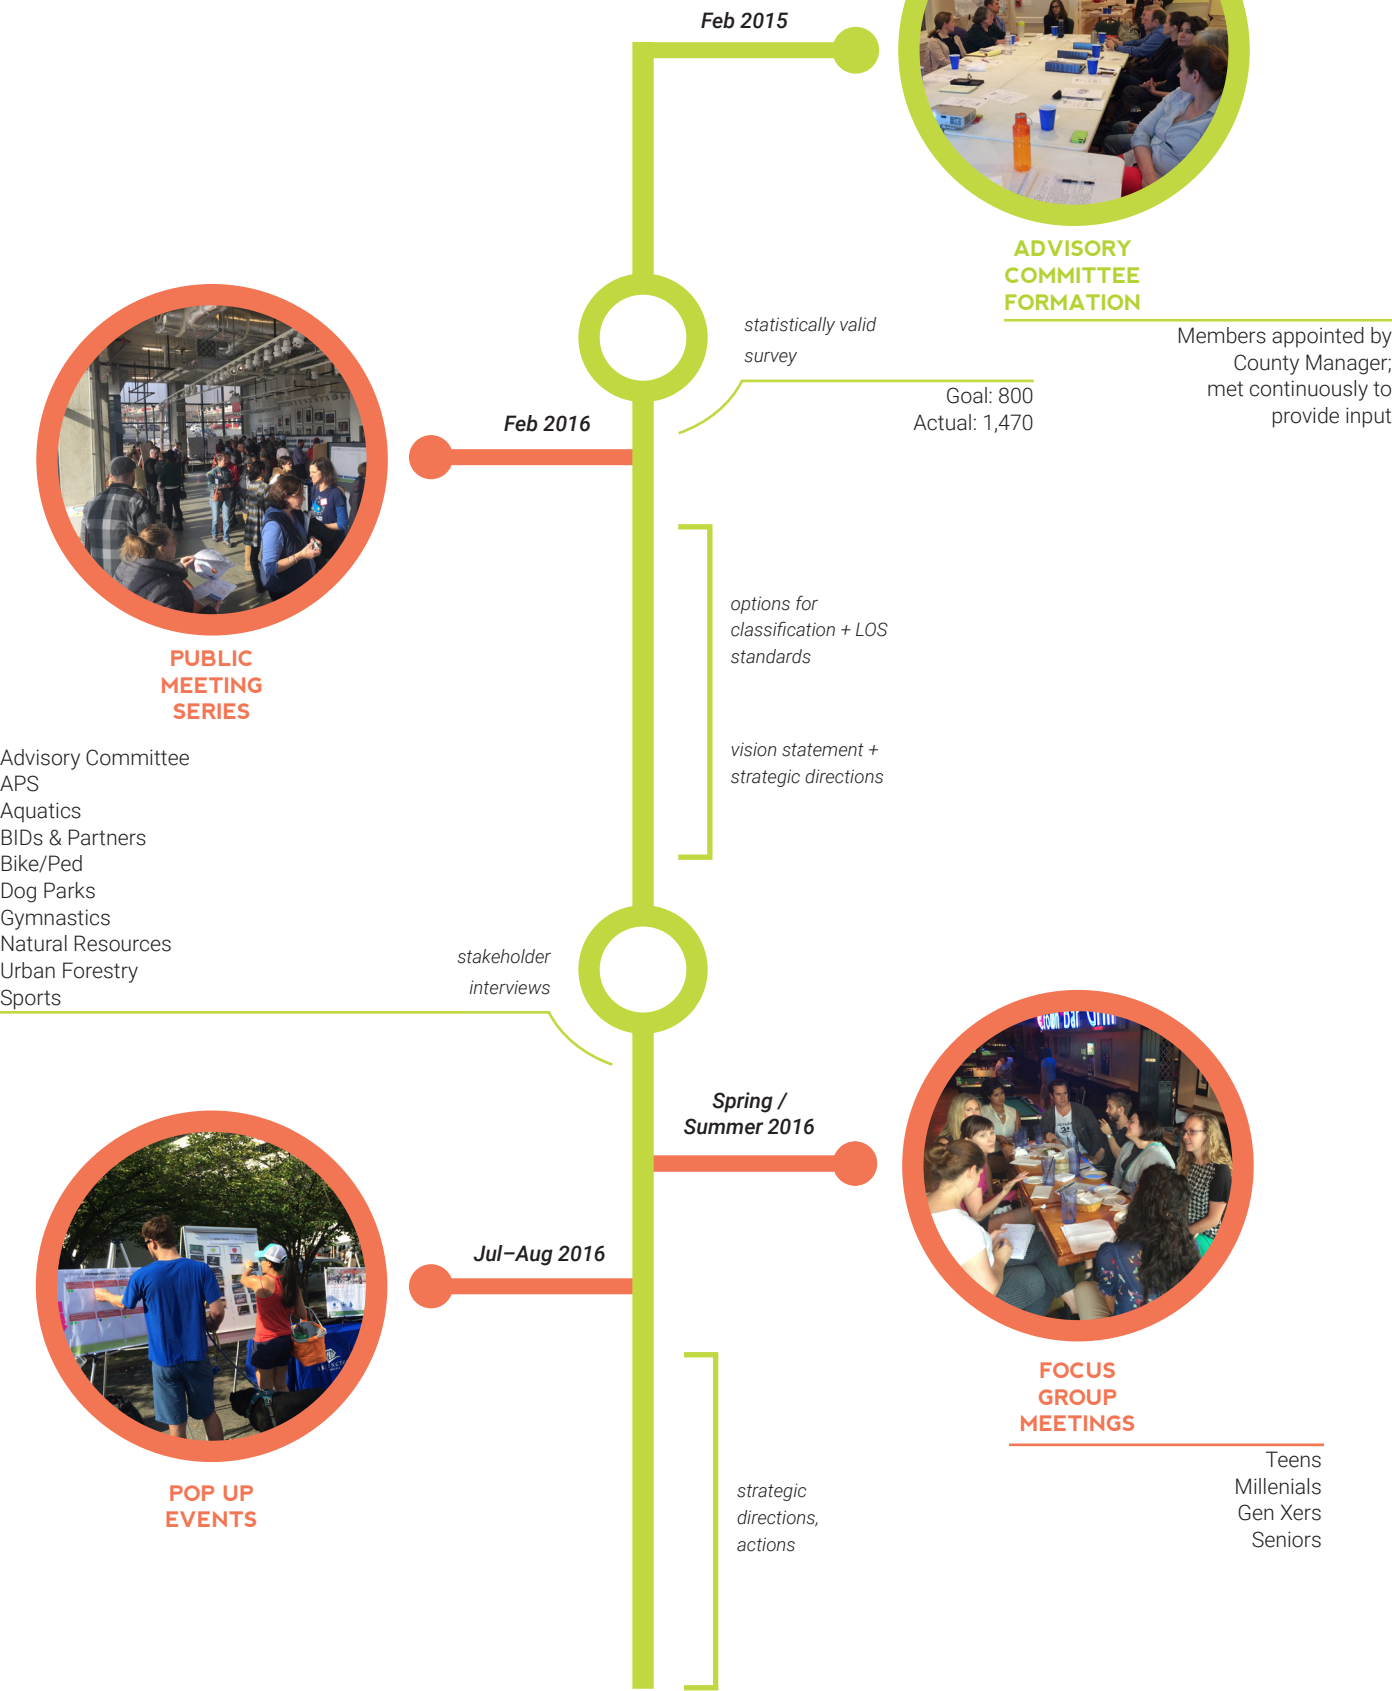 Feb 2015
ADVISORY
COMMITTEE
FORMATION
Members appointed by
County Manager;
met continuously to
provide input
statistically valid
survey
Goal: 800
Actual: 1,470
Feb 2016
PUBLIC
MEETING
SERIES
options for
classification + LOS
standards
vision statement +
strategic directions
Advisory Committee
APS
Aquatics
BIDs & Partners
Bike/Ped
Dog Parks
Gymnastics
Natural Resources
Urban Forestry
Sports
stakeholder
interviews
Spring /
Summer 2016
Bar Grill
FOCUS
GROUP
MEETINGS
Teens
Millenials
Gen Xers
Seniors
Jul–Aug 2016
POP UP
EVENTS
strategic
directions,
actions